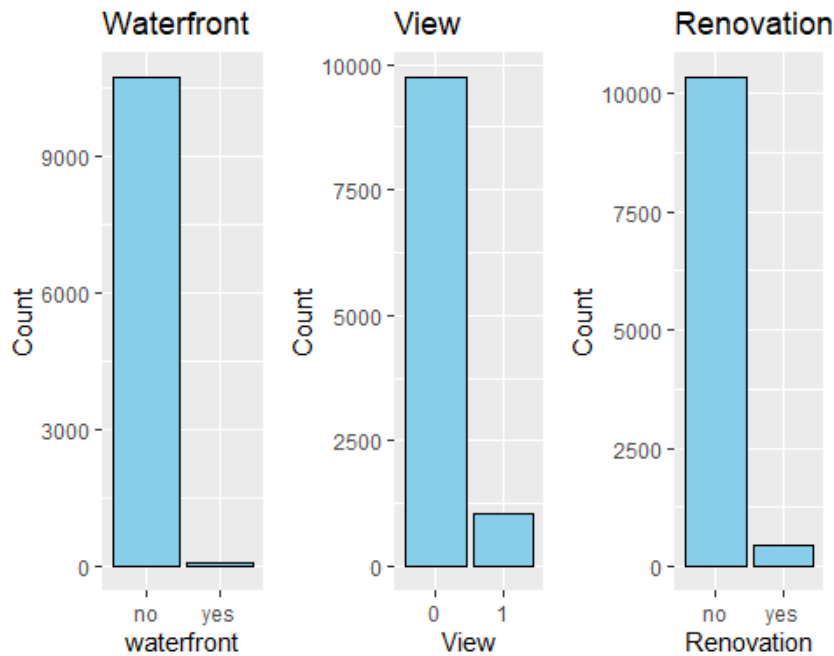 Waterfront
Count
9000
6000
3000
0
no yes
waterfront
View
Count
10000
7500
5000
2500
0
0 1
View
Renovation
Count
10000
7500
5000
2500
0
no yes
Renovation